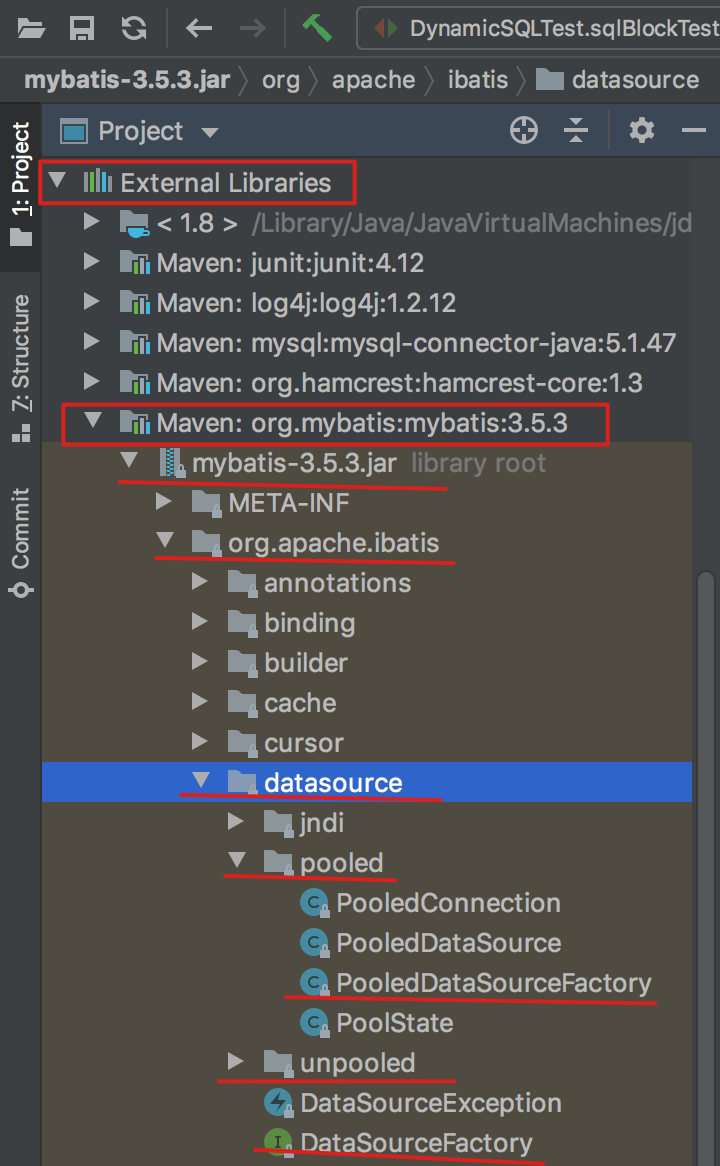 DynamicSQLTest.sqlBlockTest
mybatis-3.5.3.jar org apache ibatis datasource
Project
1: Project
External Libraries
< 1.8 > /Library/Java/JavaVirtualMachines/jd
Maven: junit:junit:4.12
Maven: log4j:log4j:1.2.12
7: Structure
Maven: mysql:mysql-connector-java:5.1.47
Maven: org.hamcrest:hamcrest-core:1.3
Maven: org.mybatis:mybatis:3.5.3
mybatis-3.5.3.jar library root
META-INF
Commit
org.apache.ibatis
annotations
binding
builder
cache
cursor
datasource
jndi
pooled
PooledConnection
PooledDataSource
PooledDataSourceFactory
PoolState
unpooled
DataSourceException
DataSourceFactory